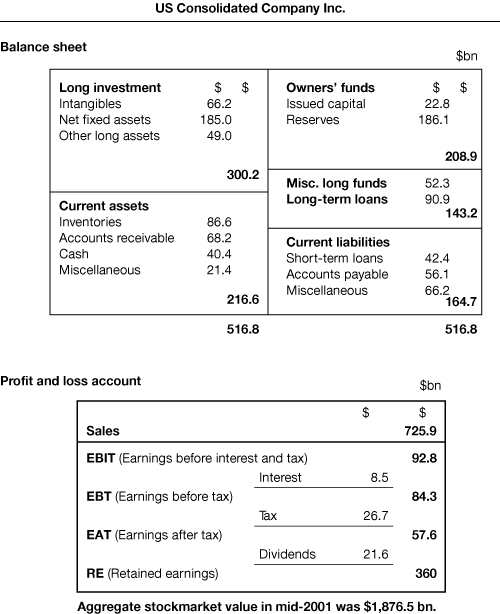 US Consolidated Company Inc.
Balance sheet
$bn
Long investment $ $
Intangibles 66.2
Net fixed assets 185.0
Other long assets 49.0
300.2
Current assets
Inventories 86.6
Accounts receivable 68.2
Cash 40.4
Miscellaneous 21.4
216.6
516.8
Owners' funds $ $
Issued capital 22.8
Reserves 186.1
208.9
Misc. long funds 52.3
Long-term loans 90.9
143.2
Current liabilities
Short-term loans 42.4
Accounts payable 56.1
Miscellaneous 66.2
164.7
516.8
Profit and loss account
$bn
$ $
Sales 725.9
EBIT (Earnings before interest and tax) 92.8
Interest 8.5
EBT (Earnings before tax) 84.3
Tax 26.7
EAT (Earnings after tax) 57.6
Dividends 21.6
RE (Retained earnings) 360
Aggregate stockmarket value in mid-2001 was $1,876.5 bn.